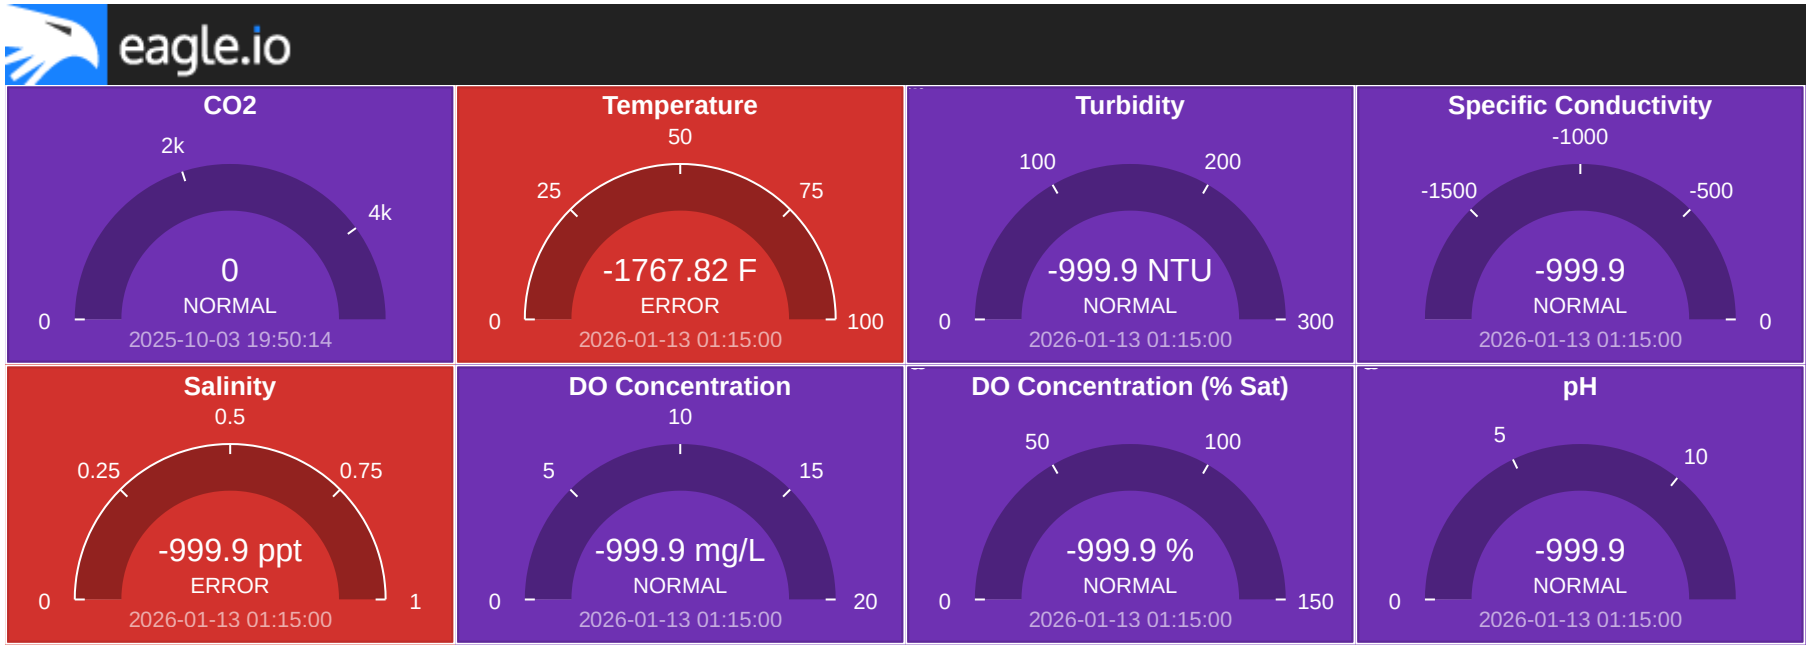 eagle.io
CO2
2k
4k
0
NORMAL
0
2025-10-03 19:50:14
Temperature
50
25
75
-1767.82 F
ERROR
0
100
2026-01-13 01:15:00
Turbidity
100
200
-999.9 NTU
NORMAL
0
300
2026-01-13 01:15:00
Specific Conductivity
-1000
-1500
-500
-999.9
NORMAL
0
2026-01-13 01:15:00
Salinity
0.5
0.25
0.75
-999.9 ppt
ERROR
0
1
2026-01-13 01:15:00
DO Concentration
10
5
15
-999.9 mg/L
NORMAL
0
20
2026-01-13 01:15:00
DO Concentration (% Sat)
50
100
-999.9 %
NORMAL
0
150
2026-01-13 01:15:00
pH
5
10
-999.9
NORMAL
0
2026-01-13 01:15:00